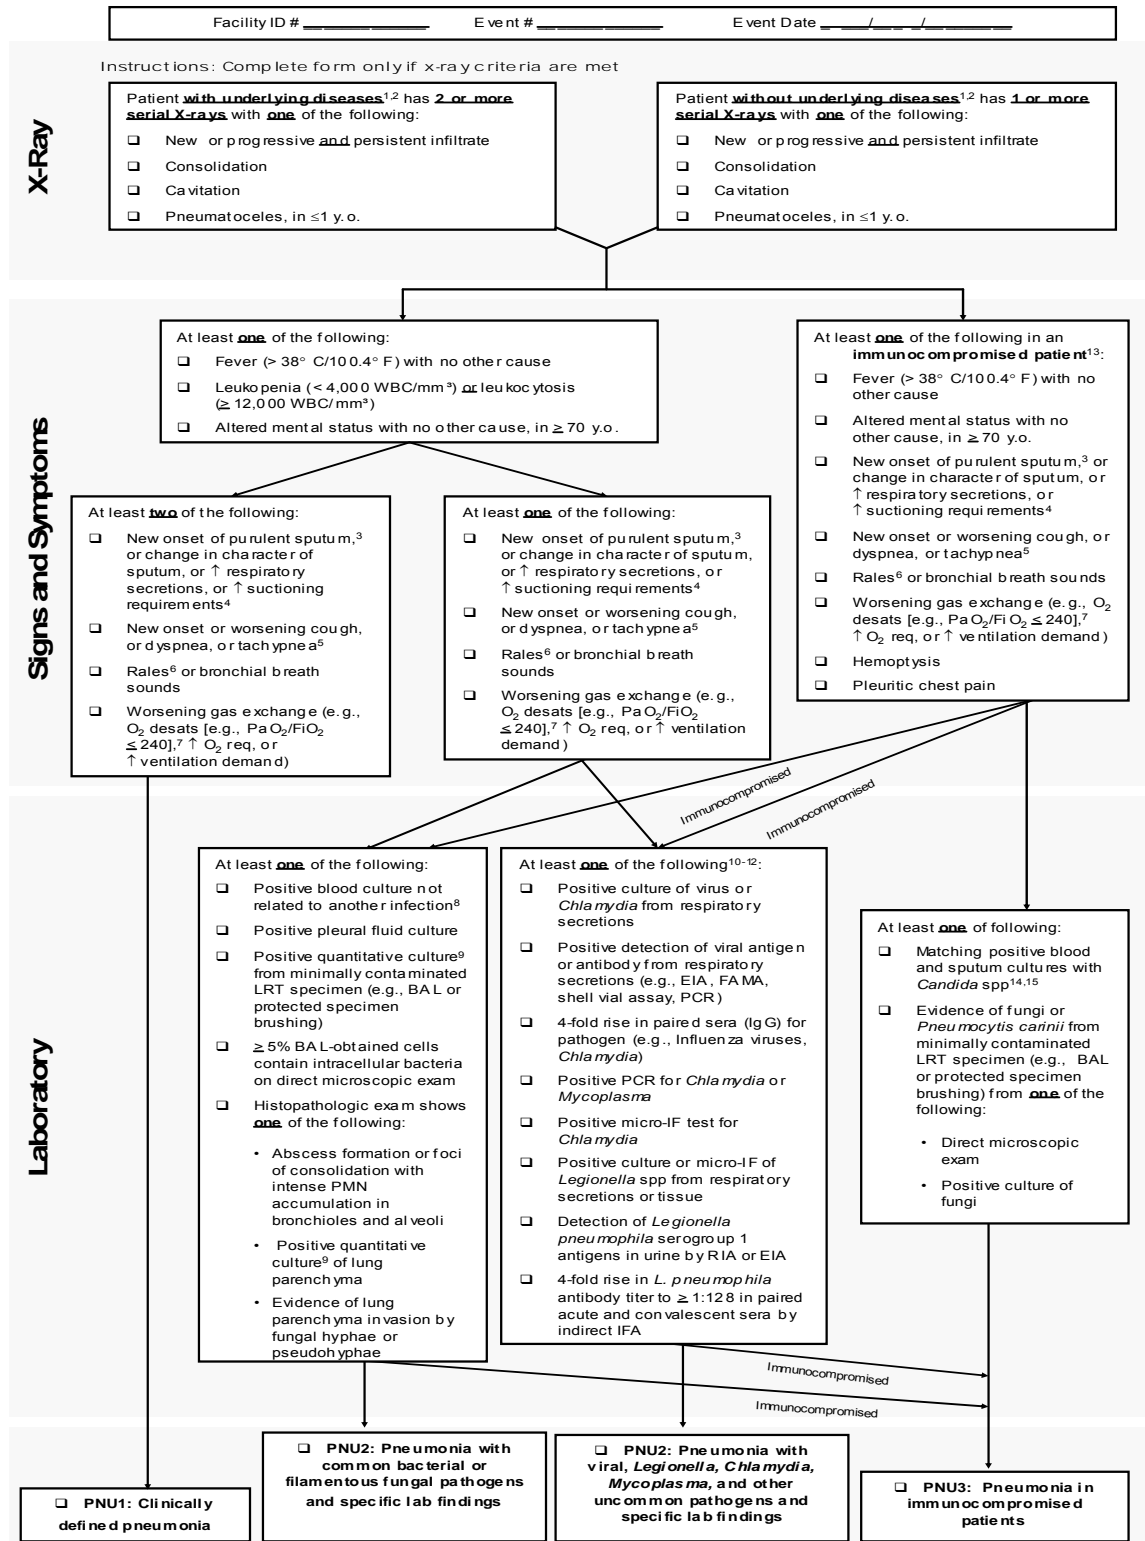 Facility ID # ________________ Event # ________________ Event Date _ ___/___ _/___________
Instructions: Complete form only if x-ray criteria are met
X-Ray
Patient with underlying diseases¹,² has 2 or more
serial X-rays with one of the following:
❑ New or progressive and persistent infiltrate
❑ Consolidation
❑ Cavitation
❑ Pneumatoceles, in ≤1 y.o.
Patient without underlying diseases¹,² has 1 or more
serial X-rays with one of the following:
❑ New or progressive and persistent infiltrate
❑ Consolidation
❑ Cavitation
❑ Pneumatoceles, in ≤1 y.o.
Signs and Symptoms
At least one of the following:
❑ Fever (> 38° C/100.4° F) with no other cause
❑ Leukopenia (< 4,000 WBC/mm³) or leukocytosis
(≥ 12,000 WBC/mm³)
❑ Altered mental status with no other cause, in ≥ 70 y.o.
At least one of the following in an
immunocompromised patient¹³:
❑ Fever (> 38° C/100.4° F) with no
other cause
❑ Altered mental status with no
other cause, in ≥ 70 y.o.
❑ New onset of purulent sputum,³ or
change in character of sputum, or
↑ respiratory secretions, or
↑ suctioning requirements⁴
❑ New onset or worsening cough, or
dyspnea, or tachypnea⁵
❑ Rales⁶ or bronchial breath sounds
❑ Worsening gas exchange (e.g., O₂
desats [e.g., PaO₂/FiO₂ ≤ 240],⁷
↑ O₂ req, or ↑ ventilation demand)
❑ Hemoptysis
❑ Pleuritic chest pain
At least two of the following:
❑ New onset of purulent sputum,³
or change in character of
sputum, or ↑ respiratory
secretions, or ↑ suctioning
requirements⁴
❑ New onset or worsening cough,
or dyspnea, or tachypnea⁵
❑ Rales⁶ or bronchial breath
sounds
❑ Worsening gas exchange (e.g.,
O₂ desats [e.g., PaO₂/FiO₂
≤ 240],⁷ ↑ O₂ req, or
↑ ventilation demand)
At least one of the following:
❑ New onset of purulent sputum,³
or change in character of sputum,
or ↑ respiratory secretions, or
↑ suctioning requirements⁴
❑ New onset or worsening cough,
or dyspnea, or tachypnea⁵
❑ Rales⁶ or bronchial breath
sounds
❑ Worsening gas exchange (e.g.,
O₂ desats [e.g., PaO₂/FiO₂
≤ 240],⁷ ↑ O₂ req, or ↑ ventilation
demand)
Immunocompromised
Immunocompromised
Laboratory
At least one of the following:
❑ Positive blood culture not
related to another infection⁸
❑ Positive pleural fluid culture
❑ Positive quantitative culture⁹
from minimally contaminated
LRT specimen (e.g., BAL or
protected specimen
brushing)
❑ ≥ 5% BAL-obtained cells
contain intracellular bacteria
on direct microscopic exam
❑ Histopathologic exam shows
one of the following:
• Abscess formation or foci
of consolidation with
intense PMN
accumulation in
bronchioles and alveoli
• Positive quantitative
culture⁹ of lung
parenchyma
• Evidence of lung
parenchyma invasion by
fungal hyphae or
pseudohyphae
At least one of the following¹⁰⁻¹²:
❑ Positive culture of virus or
Chlamydia from respiratory
secretions
❑ Positive detection of viral antigen
or antibody from respiratory
secretions (e.g., EIA, FAMA,
shell vial assay, PCR)
❑ 4-fold rise in paired sera (IgG) for
pathogen (e.g., Influenza viruses,
Chlamydia)
❑ Positive PCR for Chlamydia or
Mycoplasma
❑ Positive micro-IF test for
Chlamydia
❑ Positive culture or micro-IF of
Legionella spp from respiratory
secretions or tissue
❑ Detection of Legionella
pneumophila serogroup 1
antigens in urine by RIA or EIA
❑ 4-fold rise in L. pneumophila
antibody titer to ≥ 1:128 in paired
acute and convalescent sera by
indirect IFA
At least one of following:
❑ Matching positive blood
and sputum cultures with
Candida spp¹⁴,¹⁵
❑ Evidence of fungi or
Pneumocytis carinii from
minimally contaminated
LRT specimen (e.g., BAL
or protected specimen
brushing) from one of the
following:
• Direct microscopic
exam
• Positive culture of
fungi
Immunocompromised
Immunocompromised
❑ PNU1: Clinically
defined pneumonia
❑ PNU2: Pneumonia with
common bacterial or
filamentous fungal pathogens
and specific lab findings
❑ PNU2: Pneumonia with
viral, Legionella, Chlamydia,
Mycoplasma, and other
uncommon pathogens and
specific lab findings
❑ PNU3: Pneumonia in
immunocompromised
patients